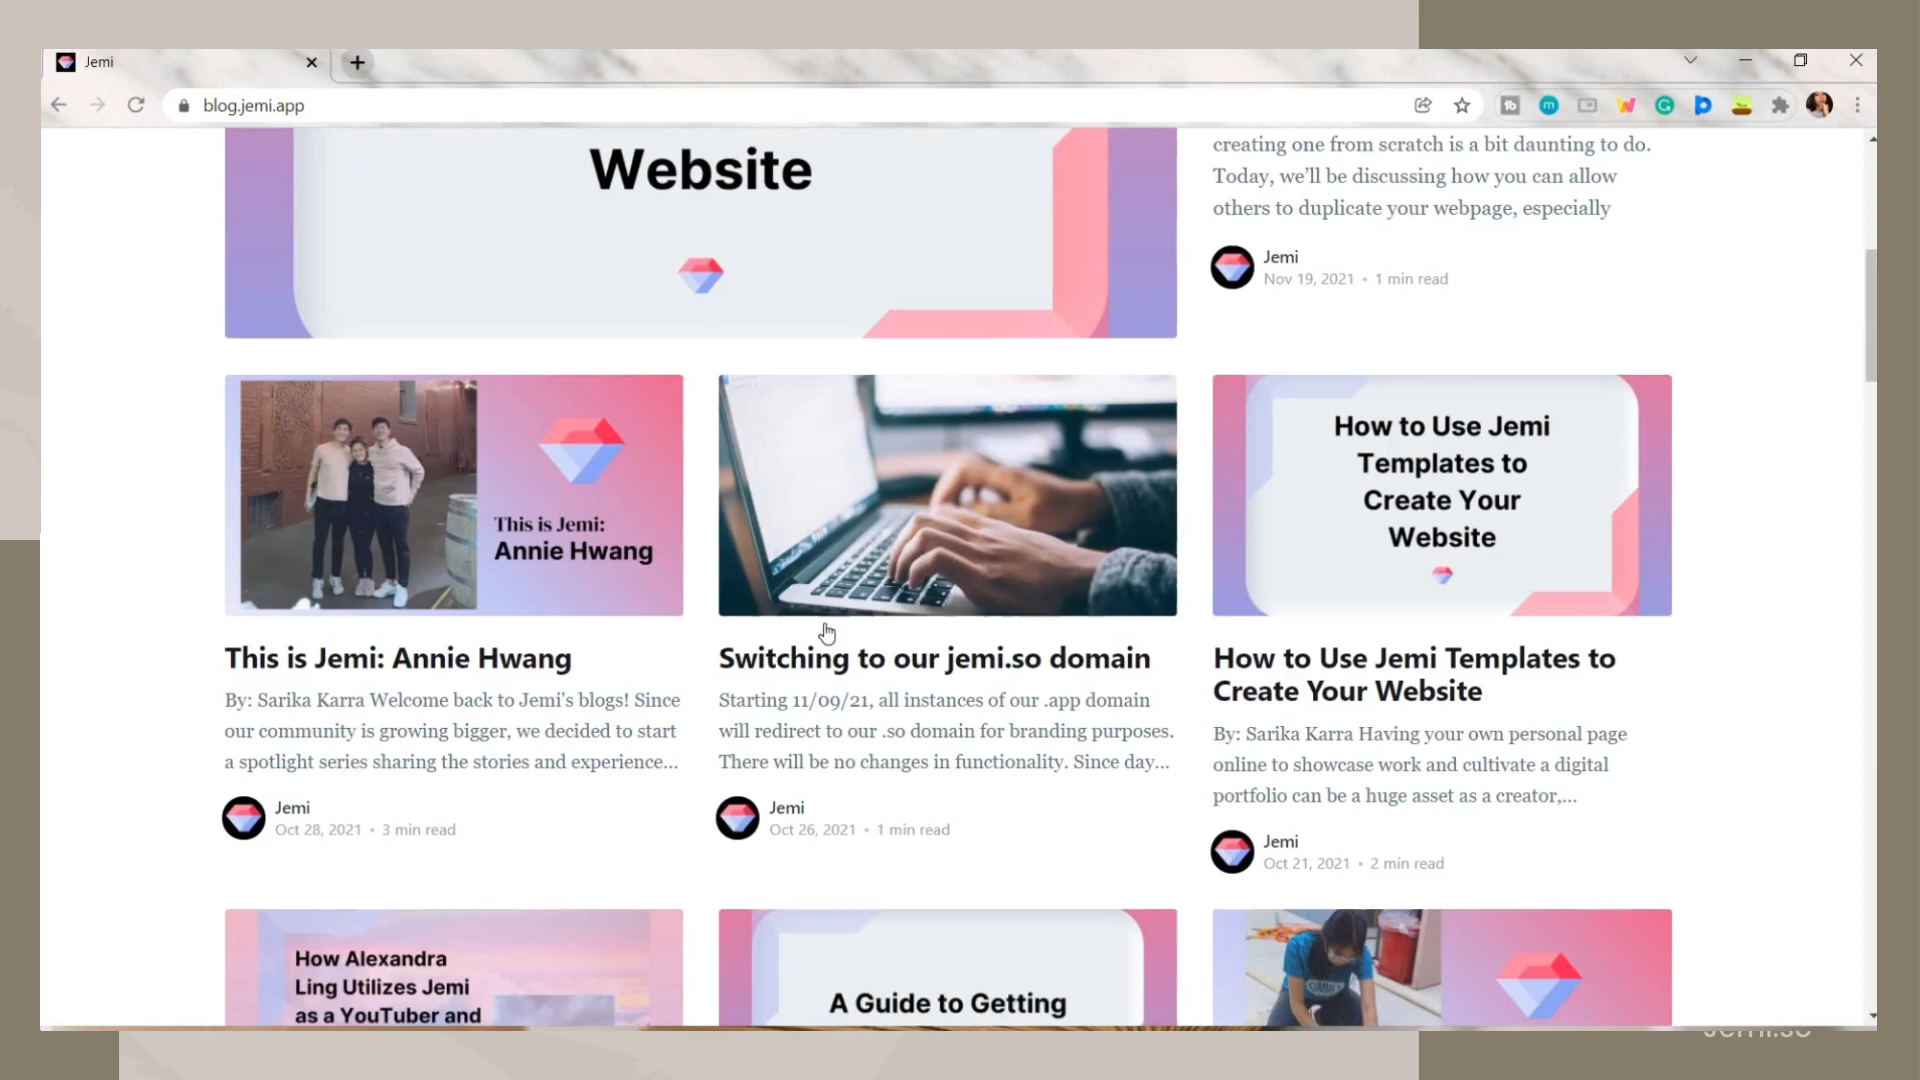 Jemi
blog.jemi.app
Website
creating one from scratch is a bit daunting to do.
Today, we'll be discussing how you can allow
others to duplicate your webpage, especially
Jemi
Nov 19, 2021 • 1 min read
This is Jemi:
Annie Hwang
How to Use Jemi
Templates to
Create Your
Website
This is Jemi: Annie Hwang
By: Sarika Karra Welcome back to Jemi's blogs! Since
our community is growing bigger, we decided to start
a spotlight series sharing the stories and experience...
Jemi
Oct 28, 2021 • 3 min read
Switching to our jemi.so domain
Starting 11/09/21, all instances of our .app domain
will redirect to our .so domain for branding purposes.
There will be no changes in functionality. Since day...
Jemi
Oct 26, 2021 • 1 min read
How to Use Jemi Templates to
Create Your Website
By: Sarika Karra Having your own personal page
online to showcase work and cultivate a digital
portfolio can be a huge asset as a creator,...
Jemi
Oct 21, 2021 • 2 min read
How Alexandra
Ling Utilizes Jemi
as a YouTuber and
A Guide to Getting